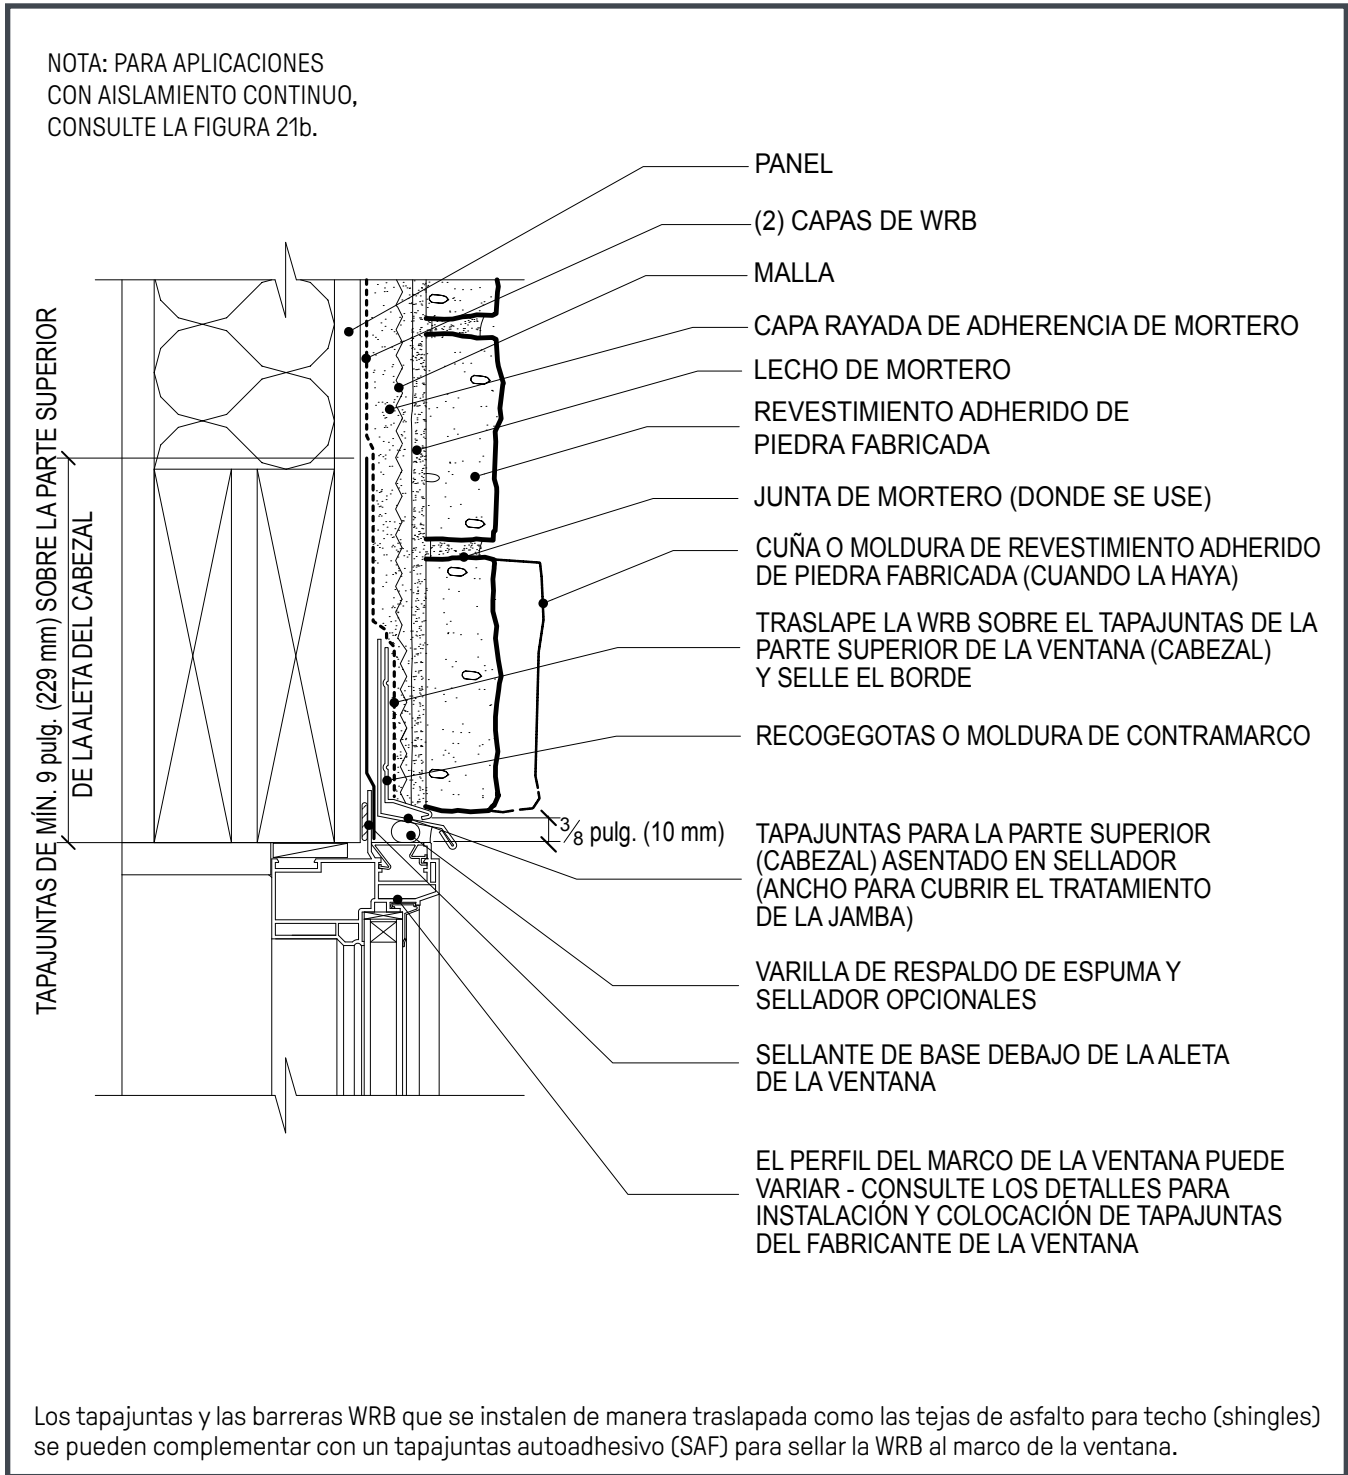 NOTA: PARA APLICACIONES
CON AISLAMIENTO CONTINUO,
CONSULTE LA FIGURA 21b.
PANEL
(2) CAPAS DE WRB
MALLA
CAPA RAYADA DE ADHERENCIA DE MORTERO
LECHO DE MORTERO
REVESTIMIENTO ADHERIDO DE
PIEDRA FABRICADA
JUNTA DE MORTERO (DONDE SE USE)
CUÑA O MOLDURA DE REVESTIMIENTO ADHERIDO
DE PIEDRA FABRICADA (CUANDO LA HAYA)
TRASLAPE LA WRB SOBRE EL TAPAJUNTAS DE LA
PARTE SUPERIOR DE LA VENTANA (CABEZAL)
Y SELLE EL BORDE
RECOGEGOTAS O MOLDURA DE CONTRAMARCO
TAPAJUNTAS DE MÍN. 9 pulg. (229 mm) SOBRE LA PARTE SUPERIOR
DE LA ALETA DEL CABEZAL
3/8 pulg. (10 mm)
TAPAJUNTAS PARA LA PARTE SUPERIOR
(CABEZAL) ASENTADO EN SELLADOR
(ANCHO PARA CUBRIR EL TRATAMIENTO
DE LA JAMBA)
VARILLA DE RESPALDO DE ESPUMA Y
SELLADOR OPCIONALES
SELLANTE DE BASE DEBAJO DE LA ALETA
DE LA VENTANA
EL PERFIL DEL MARCO DE LA VENTANA PUEDE
VARIAR - CONSULTE LOS DETALLES PARA
INSTALACIÓN Y COLOCACIÓN DE TAPAJUNTAS
DEL FABRICANTE DE LA VENTANA
Los tapajuntas y las barreras WRB que se instalen de manera traslapada como las tejas de asfalto para techo (shingles)
se pueden complementar con un tapajuntas autoadhesivo (SAF) para sellar la WRB al marco de la ventana.